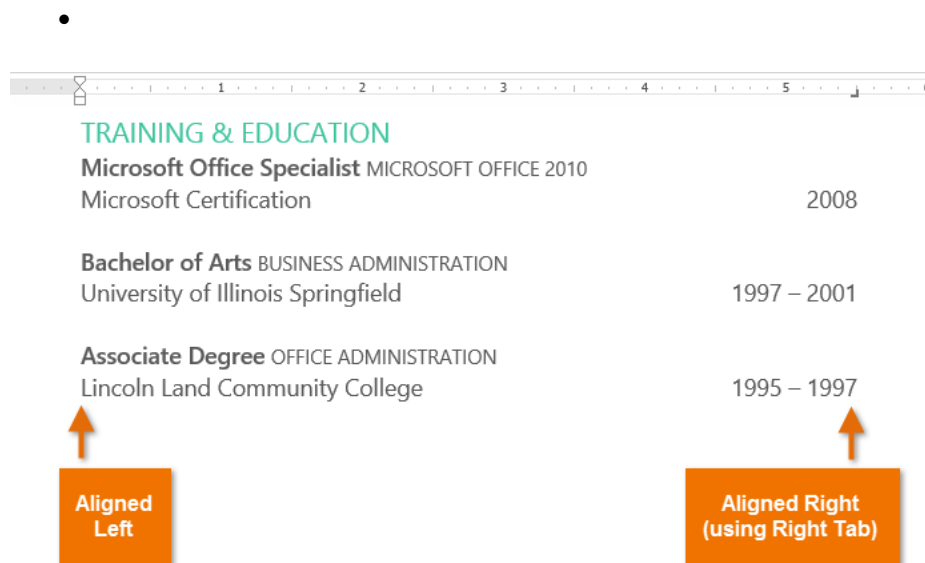 •
1 2 3 4 5
TRAINING & EDUCATION
Microsoft Office Specialist MICROSOFT OFFICE 2010
Microsoft Certification 2008
Bachelor of Arts BUSINESS ADMINISTRATION
University of Illinois Springfield 1997 – 2001
Associate Degree OFFICE ADMINISTRATION
Lincoln Land Community College 1995 – 1997
Aligned
Left
Aligned Right
(using Right Tab)